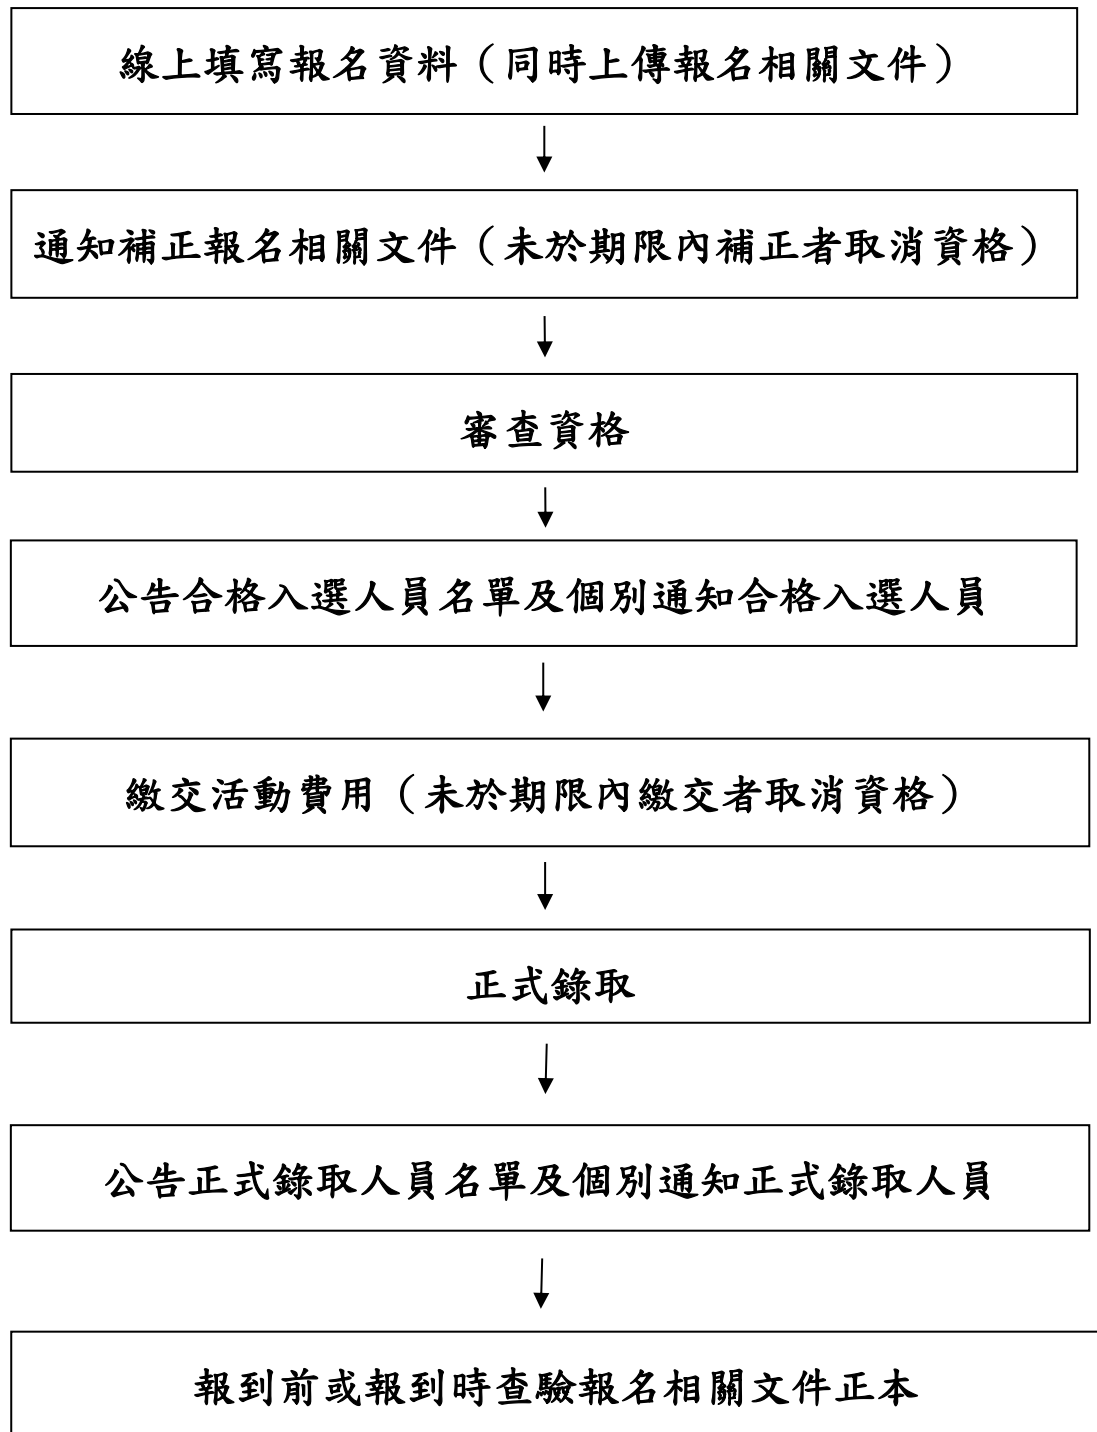 線上填寫報名資料（同時上傳報名相關文件）
通知補正報名相關文件（未於期限內補正者取消資格）
審查資格
公告合格入選人員名單及個別通知合格入選人員
繳交活動費用（未於期限內繳交者取消資格）
正式錄取
公告正式錄取人員名單及個別通知正式錄取人員
報到前或報到時查驗報名相關文件正本